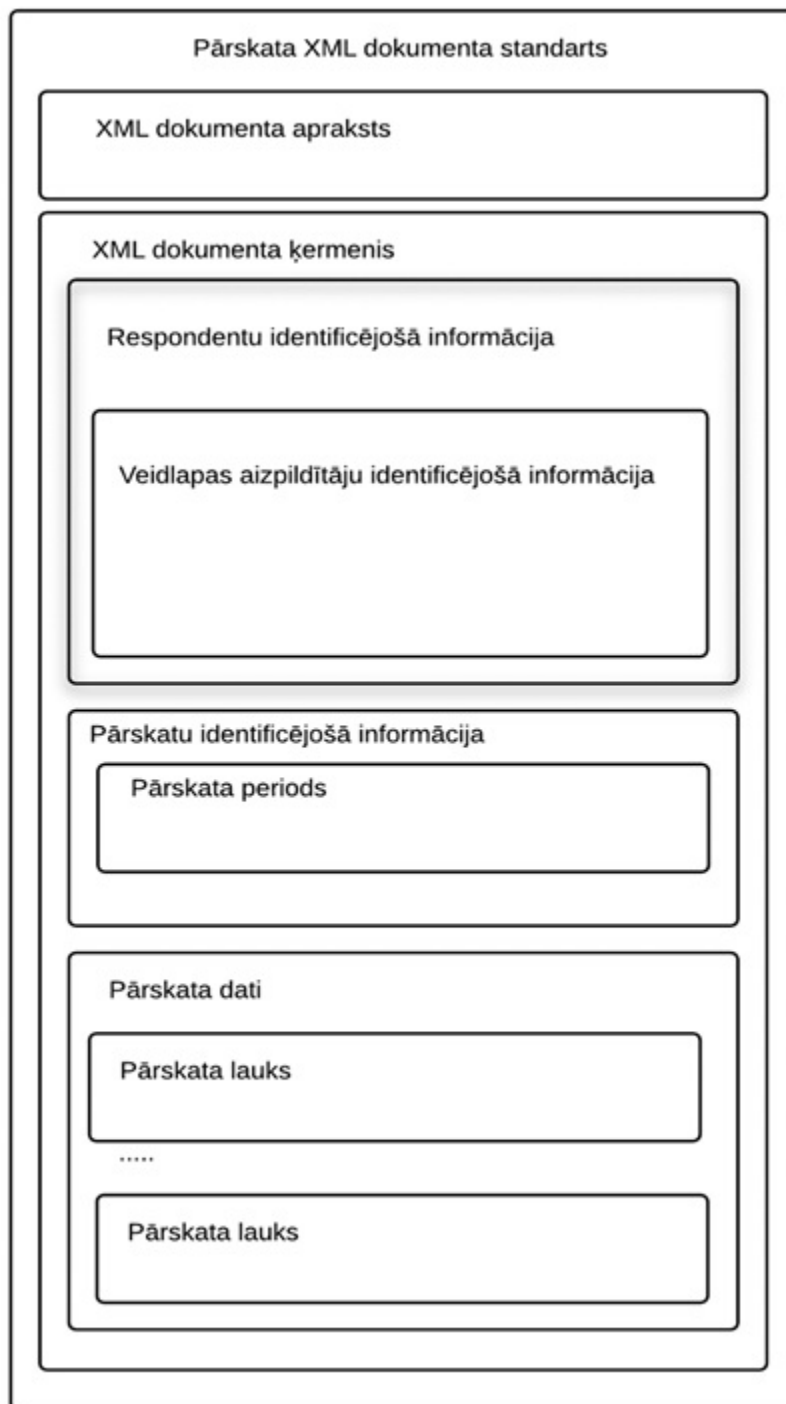 Pārskata XML dokumenta standarts
XML dokumenta apraksts
XML dokumenta ķermenis
Respondentu identificējošā informācija
Veidlapas aizpildītāju identificējošā informācija
Pārskatu identificējošā informācija
Pārskata periods
Pārskata dati
Pārskata lauks
.....
Pārskata lauks